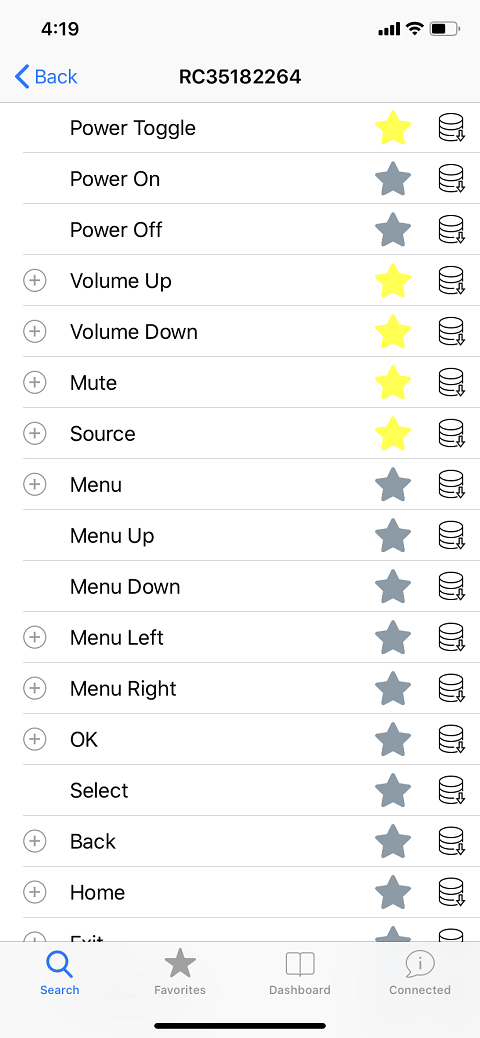 4:19
Back
RC35182264
Power Toggle
Power On
Power Off
Volume Up
Volume Down
Mute
Source
Menu
Menu Up
Menu Down
Menu Left
Menu Right
OK
Select
Back
Home
Exit
Search
Favorites
Dashboard
Connected